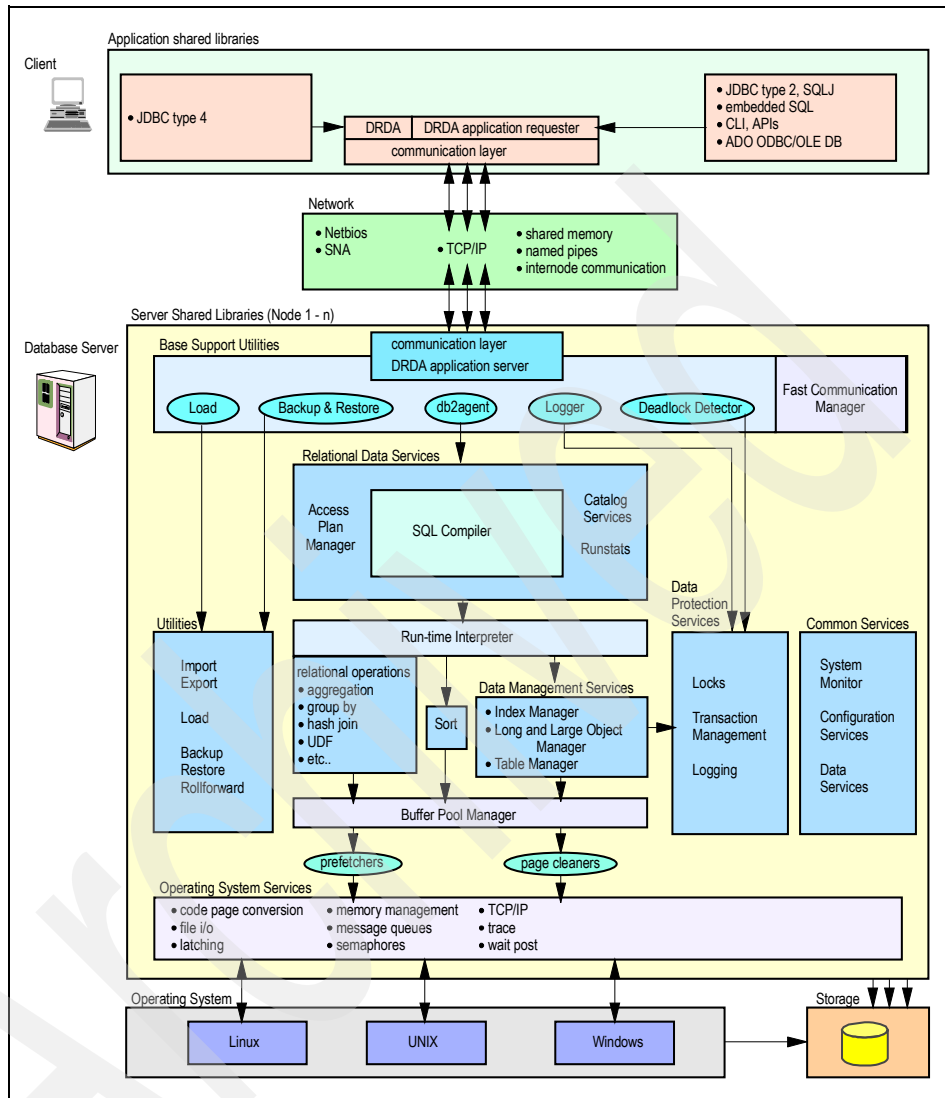 Application shared libraries
Client
• JDBC type 4
DRDA
DRDA application requester
communication layer
• JDBC type 2, SQLJ
• embedded SQL
• CLI, APIs
• ADO ODBC/OLE DB
Network
• Netbios
• SNA
• TCP/IP
• shared memory
• named pipes
• internode communication
Server Shared Libraries (Node 1 - n)
Database Server
Base Support Utilities
communication layer
DRDA application server
Fast Communication
Manager
Load
Backup & Restore
db2agent
Logger
Deadlock Detector
Relational Data Services
Access
Plan
Manager
SQL Compiler
Catalog
Services
Runstats
Data
Protection
Services
Utilities
Import
Export
Load
Backup
Restore
Rollforward
Run-time Interpreter
relational operations
• aggregation
• group by
• hash join
• UDF
• etc..
Sort
Data Management Services
• Index Manager
• Long and Large Object
Manager
• Table Manager
Locks
Transaction
Management
Logging
Common Services
System
Monitor
Configuration
Services
Data
Services
Buffer Pool Manager
prefetchers
page cleaners
Operating System Services
• code page conversion
• file i/o
• latching
• memory management
• message queues
• semaphores
• TCP/IP
• trace
• wait post
Operating System
Linux
UNIX
Windows
Storage
Archived